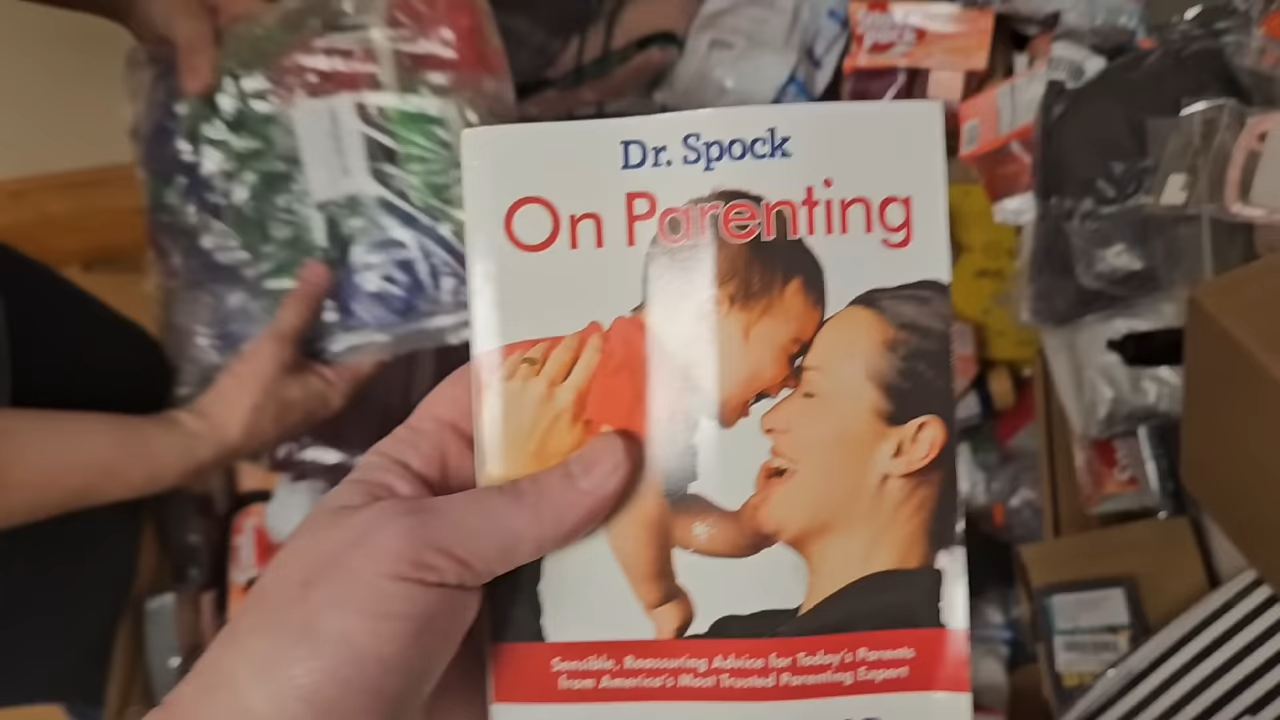 Dr. Spock
On Parenting
Sensible, Reassuring Advice for Today's Parents
from America's Most Trusted Parenting Expert